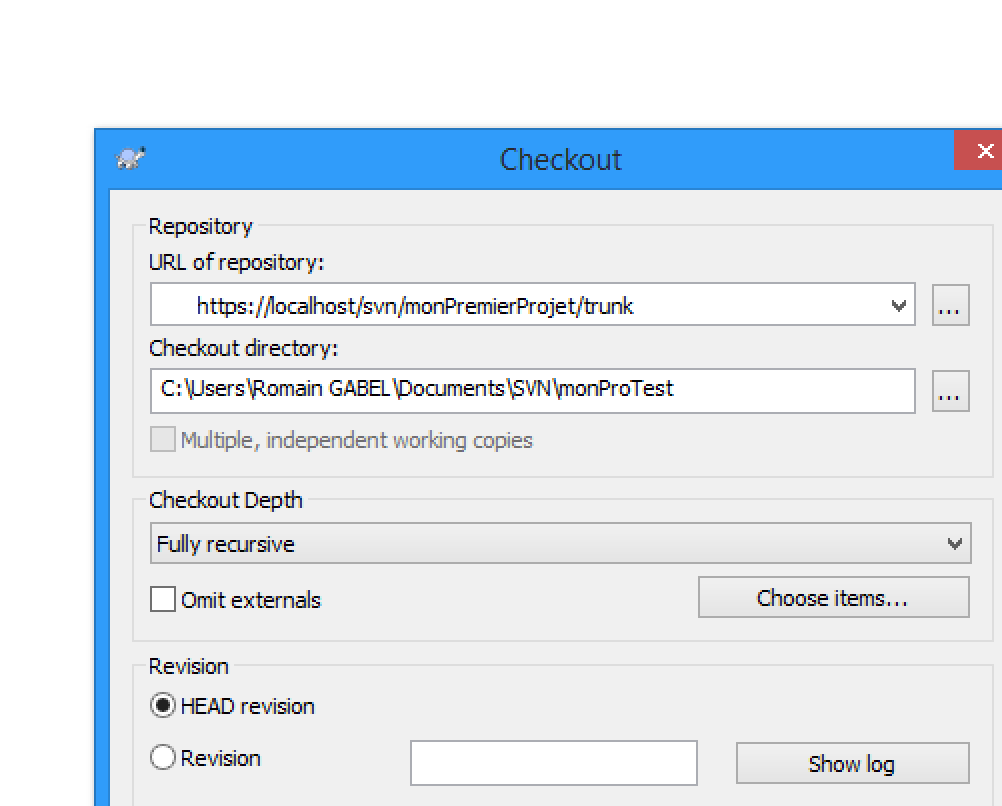 Checkout
Repository
URL of repository:
https://localhost/svn/monPremierProjet/trunk
...
Checkout directory:
C:\Users\Romain GABEL\Documents\SVN\monProTest
...
Multiple, independent working copies
Checkout Depth
Fully recursive
Omit externals
Choose items...
Revision
HEAD revision
Revision
Show log